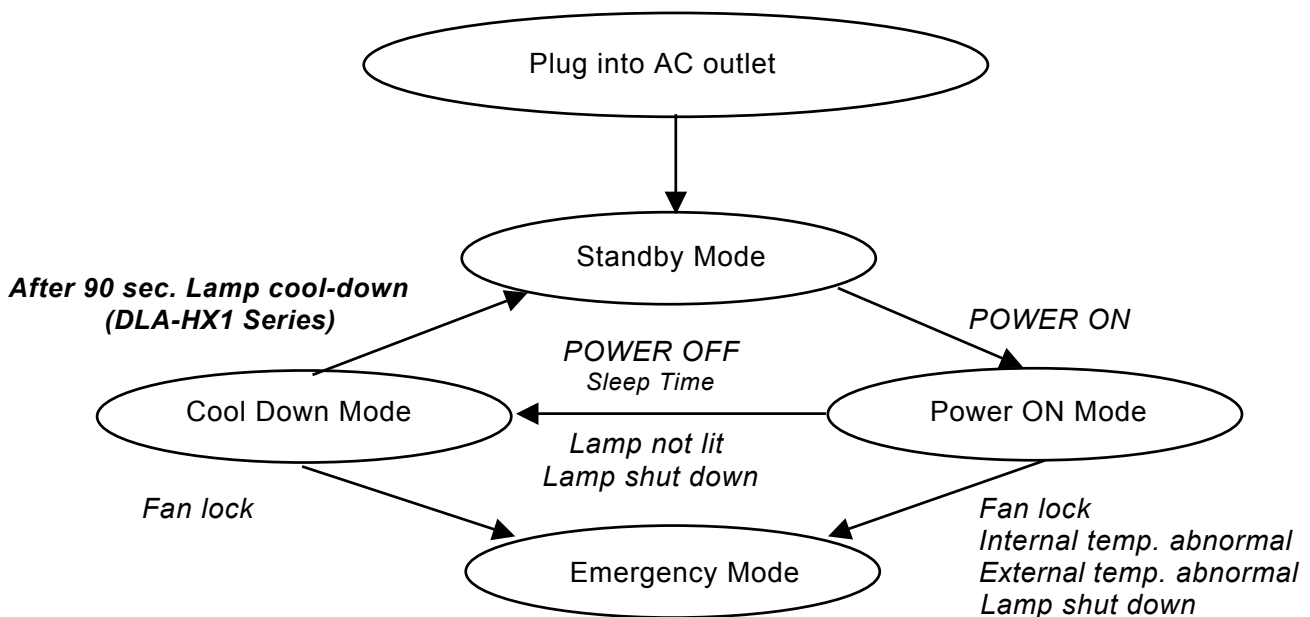 Plug into AC outlet
Standby Mode
After 90 sec. Lamp cool-down
(DLA-HX1 Series)
POWER ON
POWER OFF
Sleep Time
Cool Down Mode
Power ON Mode
Lamp not lit
Lamp shut down
Fan lock
Fan lock
Internal temp. abnormal
External temp. abnormal
Lamp shut down
Emergency Mode